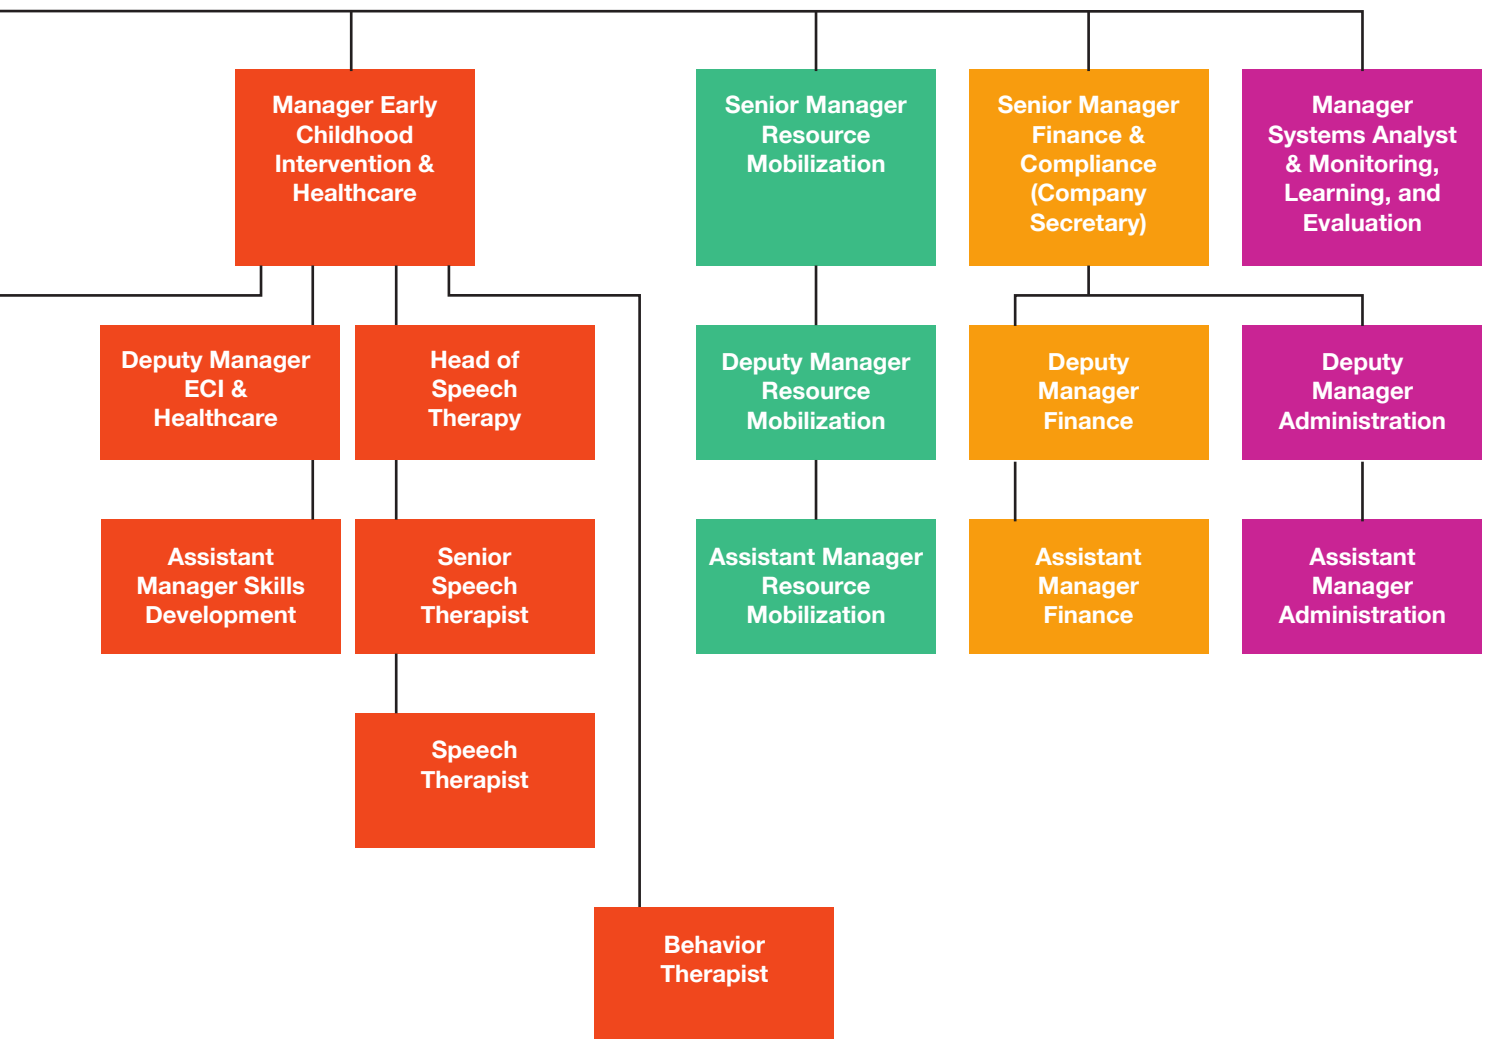 Manager Early
Childhood
Intervention &
Healthcare
Senior Manager
Resource
Mobilization
Senior Manager
Finance &
Compliance
(Company
Secretary)
Manager
Systems Analyst
& Monitoring,
Learning, and
Evaluation
Deputy Manager
ECI &
Healthcare
Head of
Speech
Therapy
Deputy Manager
Resource
Mobilization
Deputy
Manager
Finance
Deputy
Manager
Administration
Assistant
Manager Skills
Development
Senior
Speech
Therapist
Assistant Manager
Resource
Mobilization
Assistant
Manager
Finance
Assistant
Manager
Administration
Speech
Therapist
Behavior
Therapist